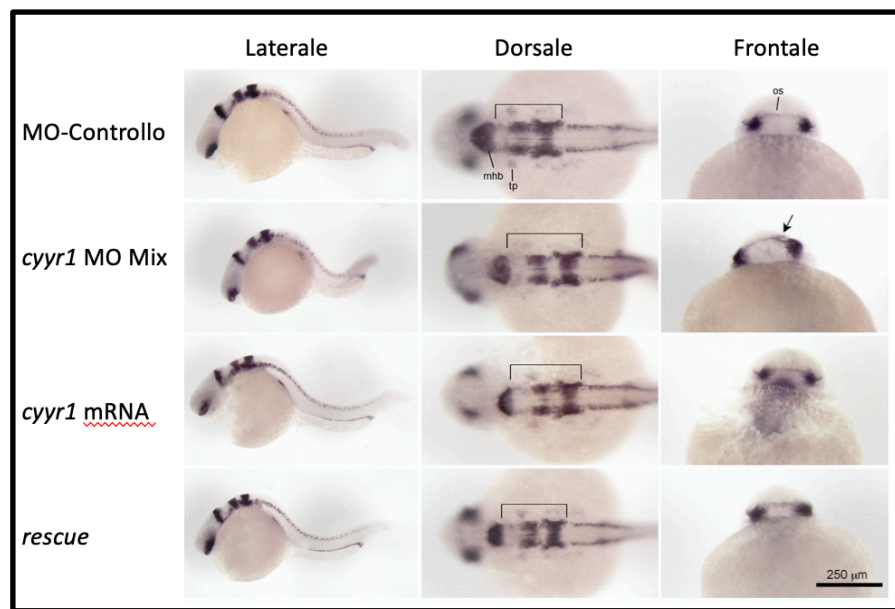 Laterale Dorsale Frontale
MO-Controllo
os
mhb
tp
cyyr1 MO Mix
cyyr1 mRNA
rescue
250 µm